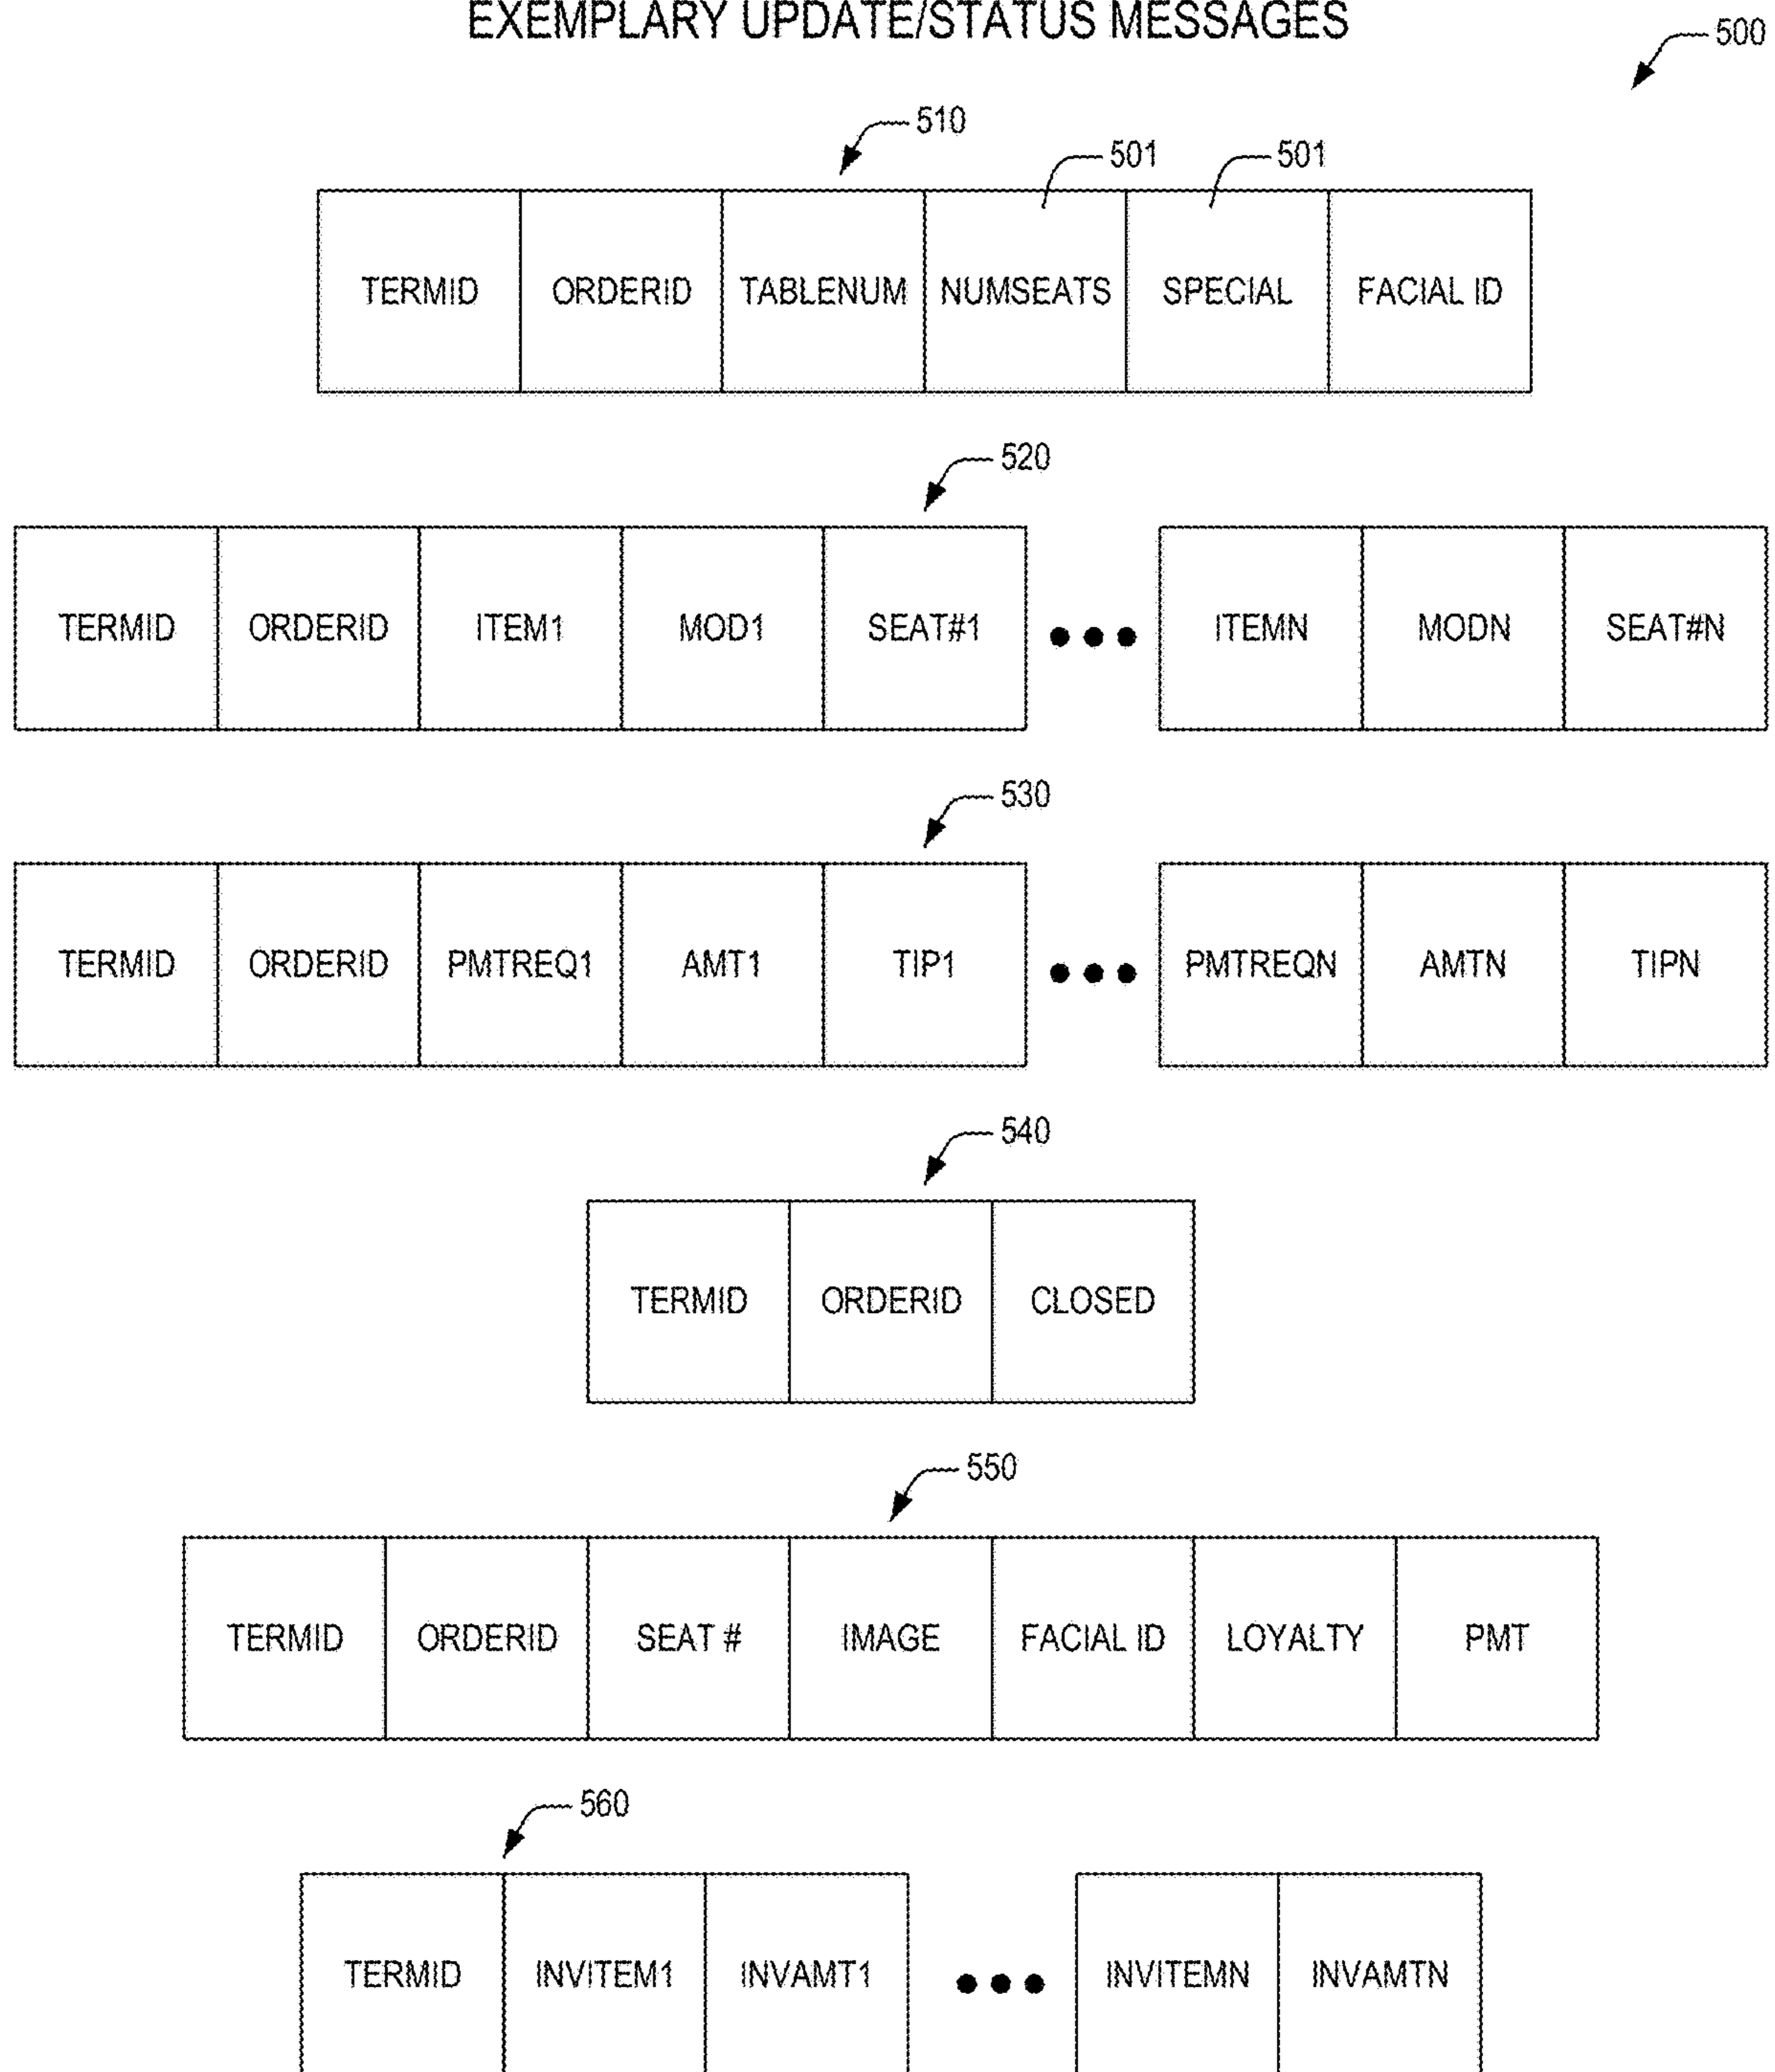 EXEMPLARY UPDATE/STATUS MESSAGES
500
510
501
501
TERMID ORDERID TABLENUM NUMSEATS SPECIAL FACIAL ID
520
TERMID ORDERID ITEM1 MOD1 SEAT#1 ••• ITEMN MODN SEAT#N
530
TERMID ORDERID PMTREQ1 AMT1 TIP1 ••• PMTREQN AMTN TIPN
540
TERMID ORDERID CLOSED
550
TERMID ORDERID SEAT # IMAGE FACIAL ID LOYALTY PMT
560
TERMID INVITEM1 INVAMT1 ••• INVITEMN INVAMTN